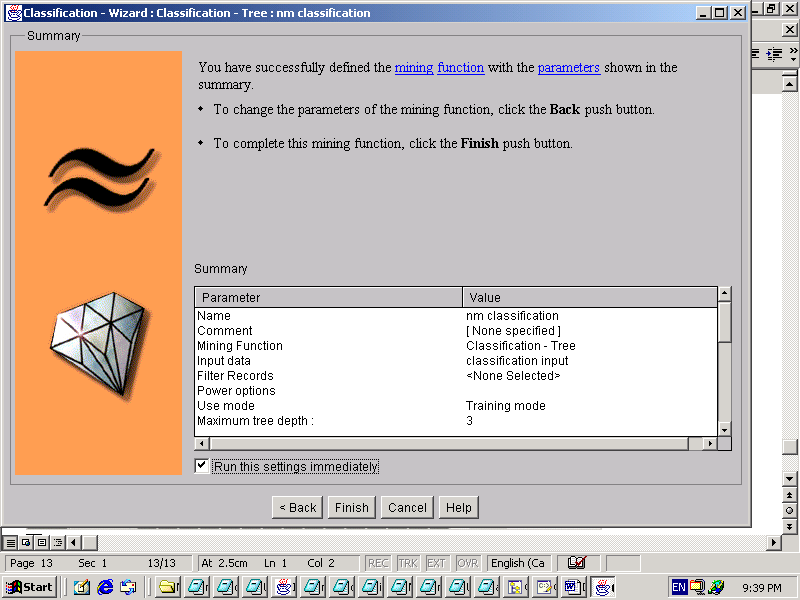 Classification - Wizard : Classification - Tree : nm classification
Summary
You have successfully defined the mining function with the parameters shown in the
summary.
To change the parameters of the mining function, click the Back push button.
To complete this mining function, click the Finish push button.
Summary
Parameter Value
Name nm classification
Comment [ None specified ]
Mining Function Classification - Tree
Input data classification input
Filter Records <None Selected>
Power options
Use mode Training mode
Maximum tree depth : 3
Run this settings immediately
< Back Finish Cancel Help
Page 13 Sec 1 13/13 At 2.5cm Ln 1 Col 2 REC TRK EXT OVR English (Ca
Start EN 9:39 PM